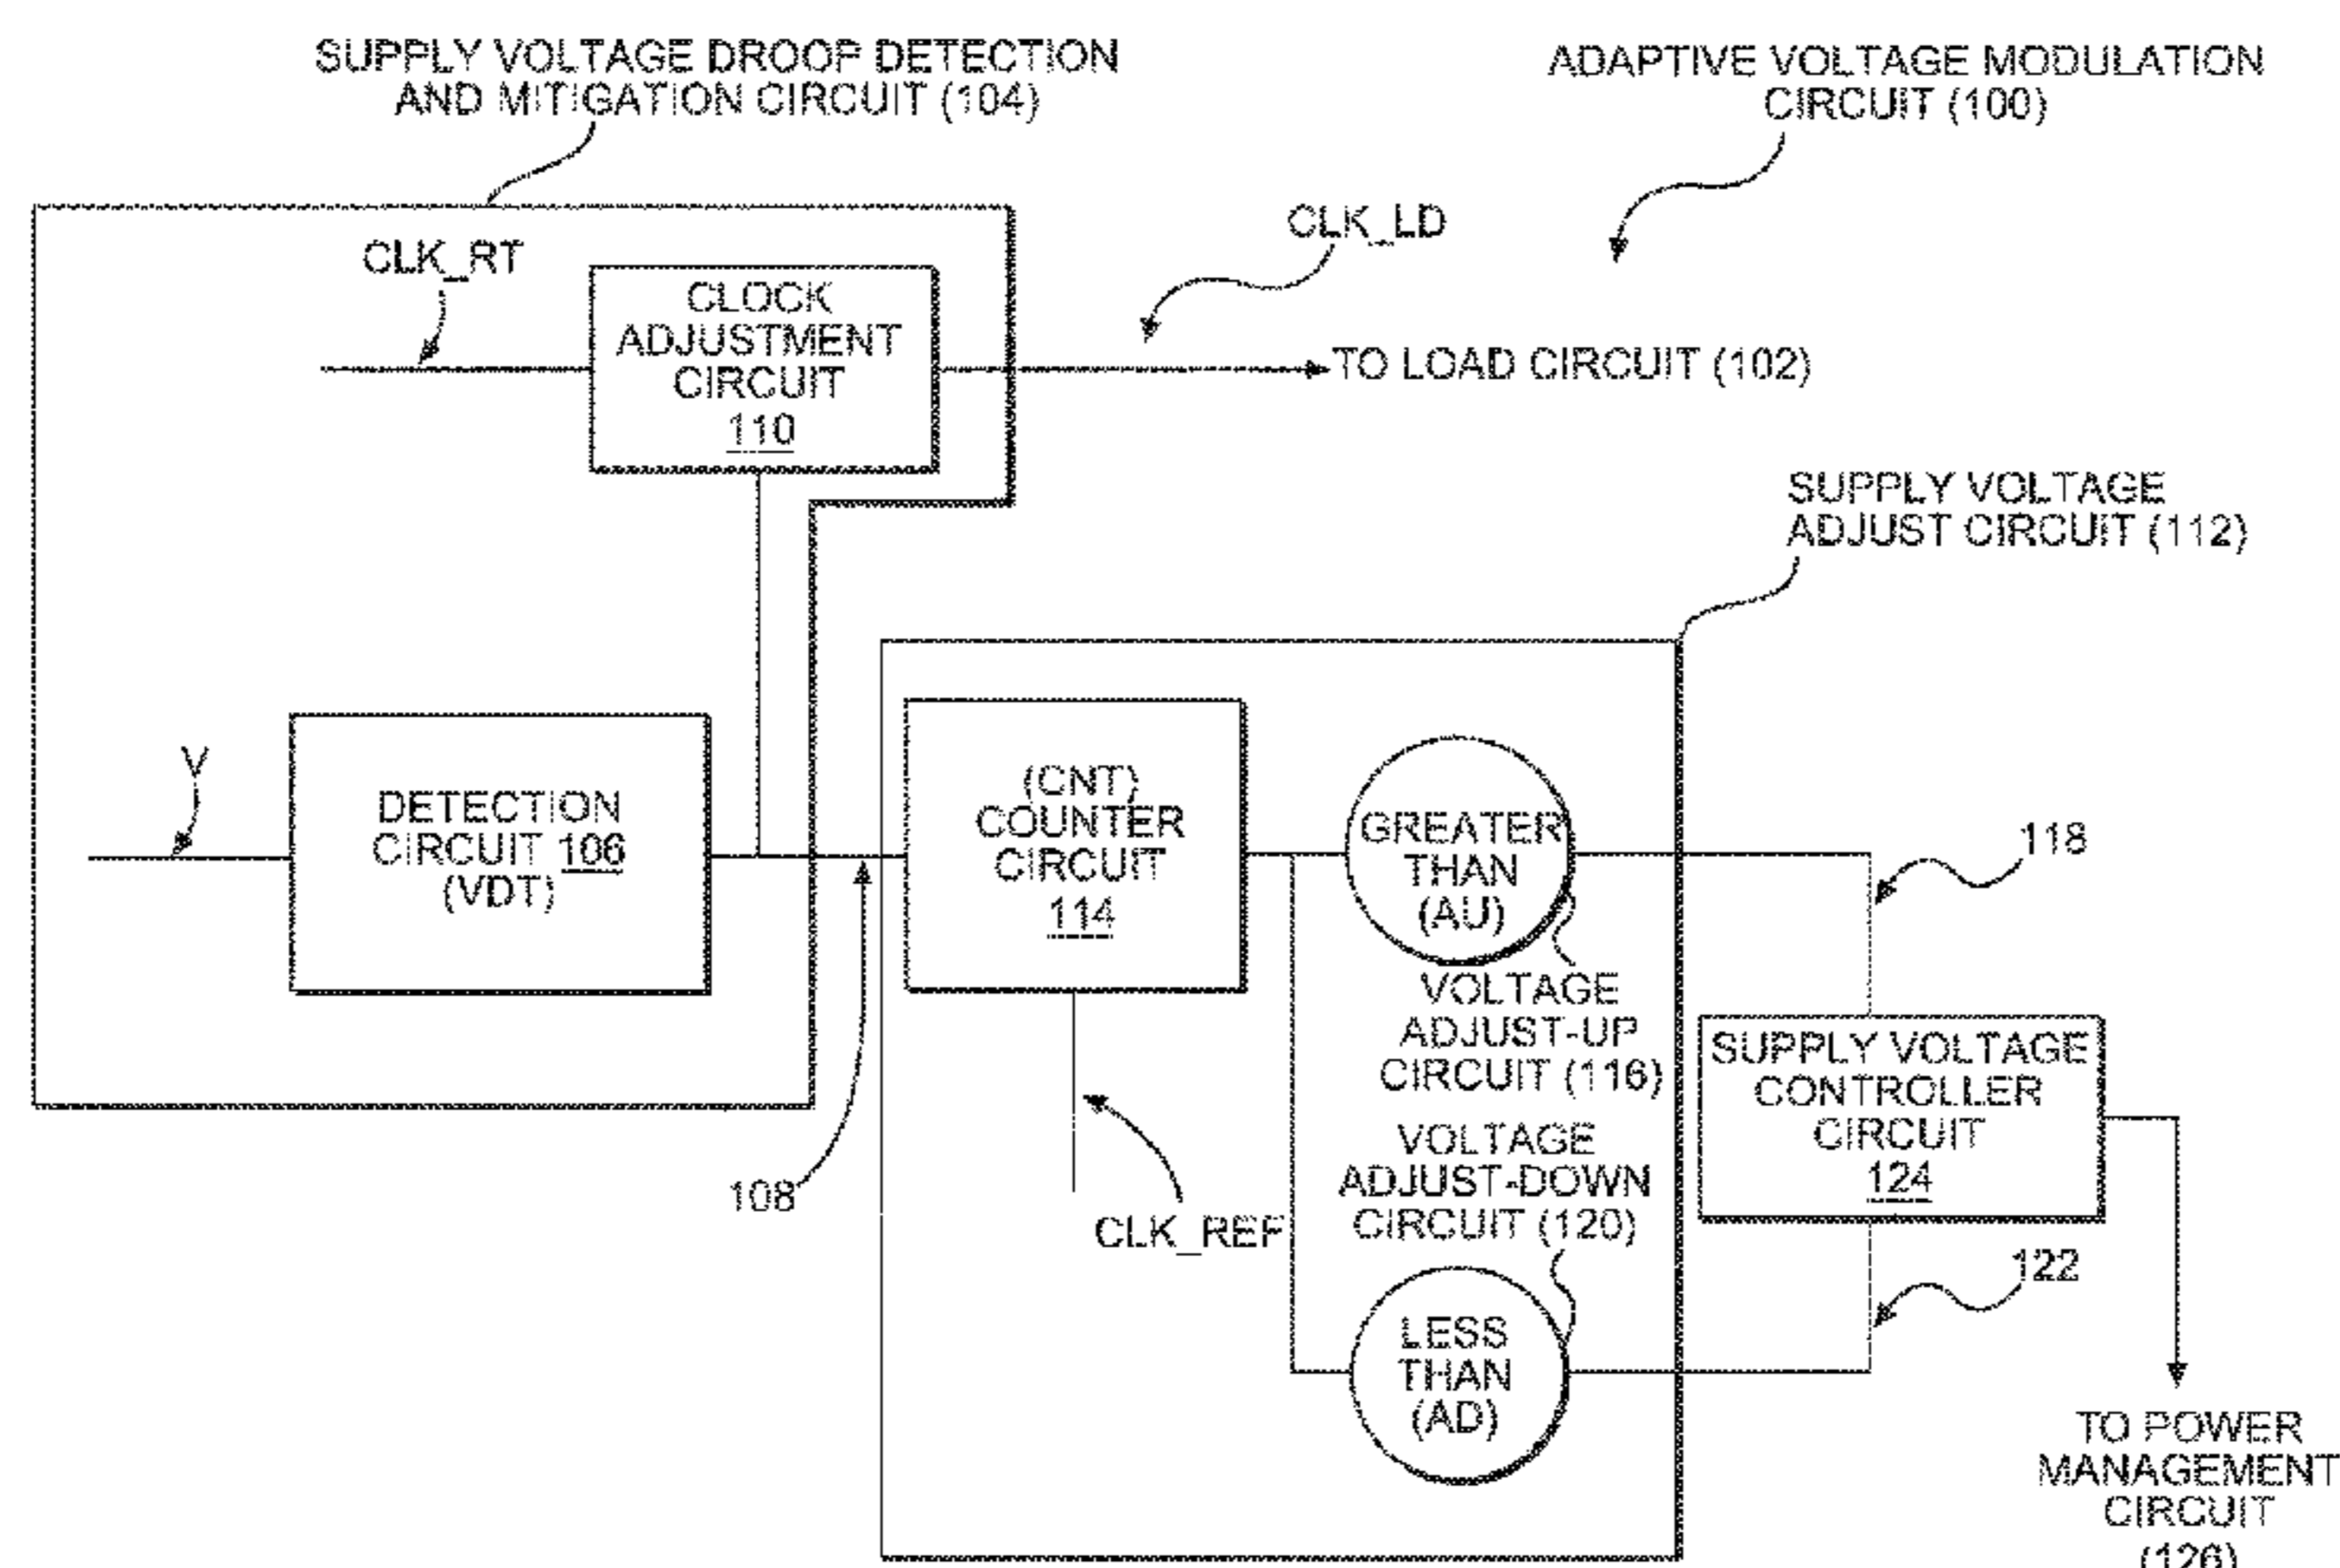 SUPPLY VOLTAGE DROOP DETECTION
AND MITIGATION CIRCUIT (104)
ADAPTIVE VOLTAGE MODULATION
CIRCUIT (100)
CLK_RT
CLK_LD
CLOCK
ADJUSTMENT
CIRCUIT
110
TO LOAD CIRCUIT (102)
SUPPLY VOLTAGE
ADJUST CIRCUIT (112)
V
DETECTION
CIRCUIT 106
(VDT)
(CNT)
COUNTER
CIRCUIT
114
GREATER
THAN
(AU)
118
VOLTAGE
ADJUST-UP
CIRCUIT (116)
SUPPLY VOLTAGE
CONTROLLER
CIRCUIT
124
108
CLK_REF
VOLTAGE
ADJUST-DOWN
CIRCUIT (120)
122
LESS
THAN
(AD)
TO POWER
MANAGEMENT
CIRCUIT
(126)